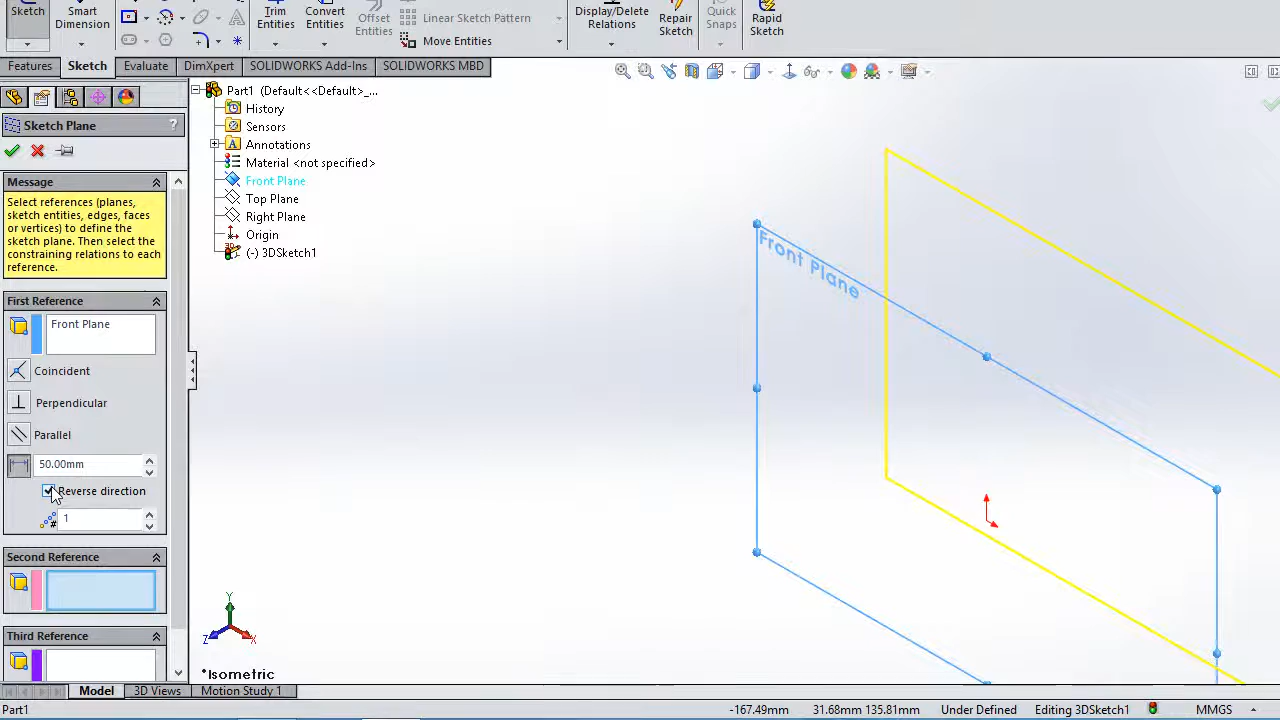 Sketch
Smart Dimension
Trim Entities
Convert Entities
Offset Entities
Linear Sketch Pattern
Move Entities
Display/Delete Relations
Repair Sketch
Quick Snaps
Rapid Sketch
Features
Sketch
Evaluate
DimXpert
SOLIDWORKS Add-Ins
SOLIDWORKS MBD
Sketch Plane
?
Part1 (Default<<Default>_...
History
Sensors
Annotations
Material <not specified>
Front Plane
Top Plane
Right Plane
Origin
(-) 3DSketch1
Message
Select references (planes,
sketch entities, edges, faces
or vertices) to define the
sketch plane. Then select the
constraining relations to each
reference.
First Reference
Front Plane
Coincident
Perpendicular
Parallel
50.00mm
Reverse direction
1
Second Reference
Third Reference
Front Plane
Y
Z
X
*Isometric
Model
3D Views
Motion Study 1
Part1
-167.49mm
31.68mm 135.81mm
Under Defined
Editing 3DSketch1
MMGS